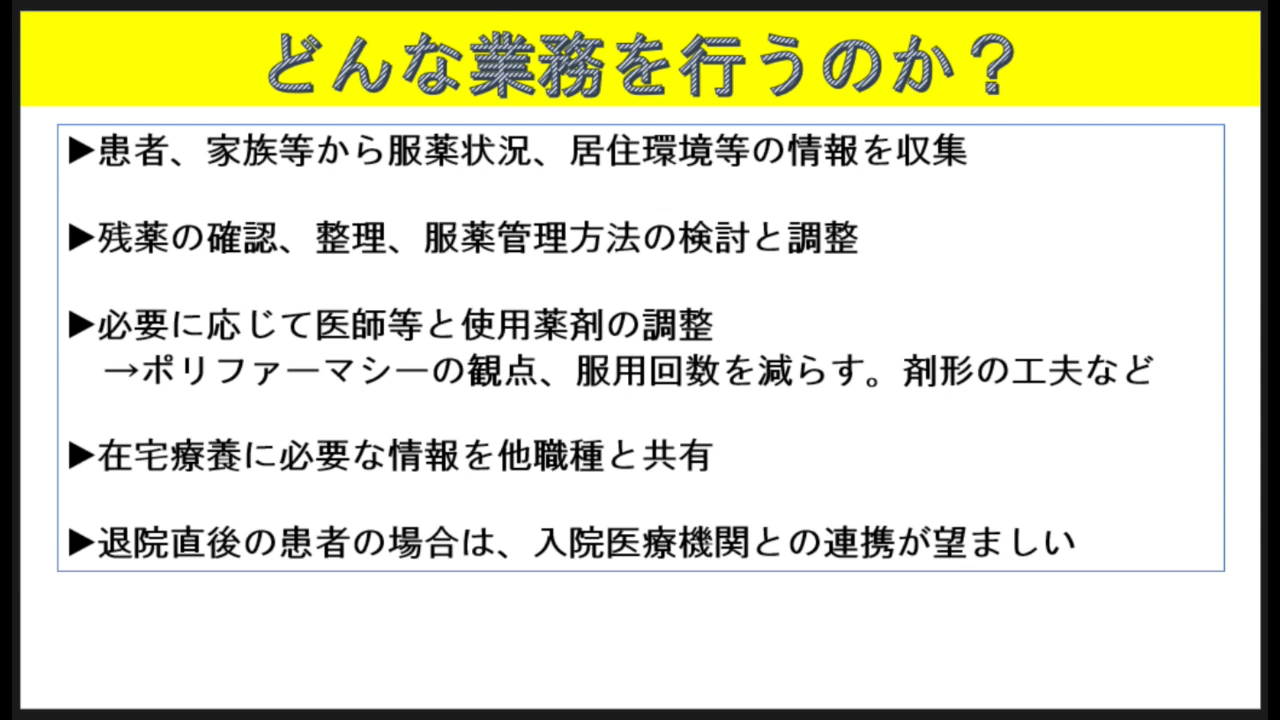 どんな業務を行うのか？
▶患者、家族等から服薬状況、居住環境等の情報を収集
▶残薬の確認、整理、服薬管理方法の検討と調整
▶必要に応じて医師等と使用薬剤の調整
→ポリファーマシーの観点、服用回数を減らす。剤形の工夫など
▶在宅療養に必要な情報を他職種と共有
▶退院直後の患者の場合は、入院医療機関との連携が望ましい